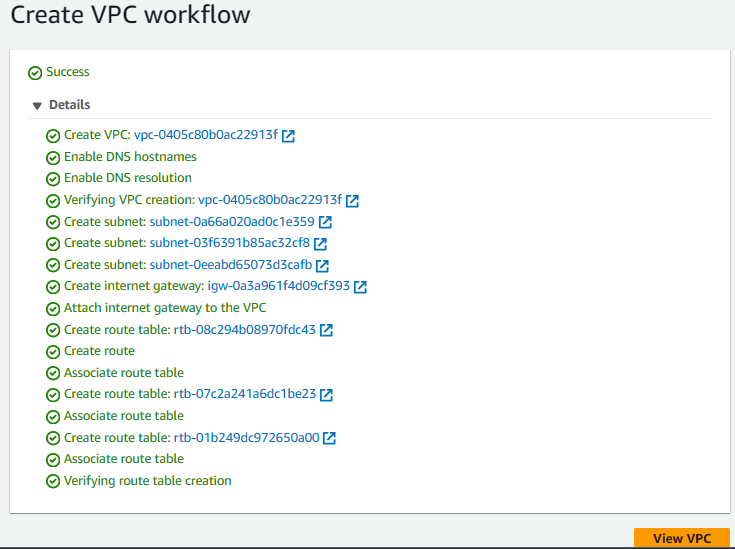 Create VPC workflow
Success
Details
Create VPC: vpc-0405c80b0ac22913f
Enable DNS hostnames
Enable DNS resolution
Verifying VPC creation: vpc-0405c80b0ac22913f
Create subnet: subnet-0a66a020ad0c1e359
Create subnet: subnet-03f6391b85ac32cf8
Create subnet: subnet-0eeabd65073d3cafb
Create internet gateway: igw-0a3a961f4d09cf393
Attach internet gateway to the VPC
Create route table: rtb-08c294b08970fdc43
Create route
Associate route table
Create route table: rtb-07c2a241a6dc1be23
Associate route table
Create route table: rtb-01b249dc972650a00
Associate route table
Verifying route table creation
View VPC